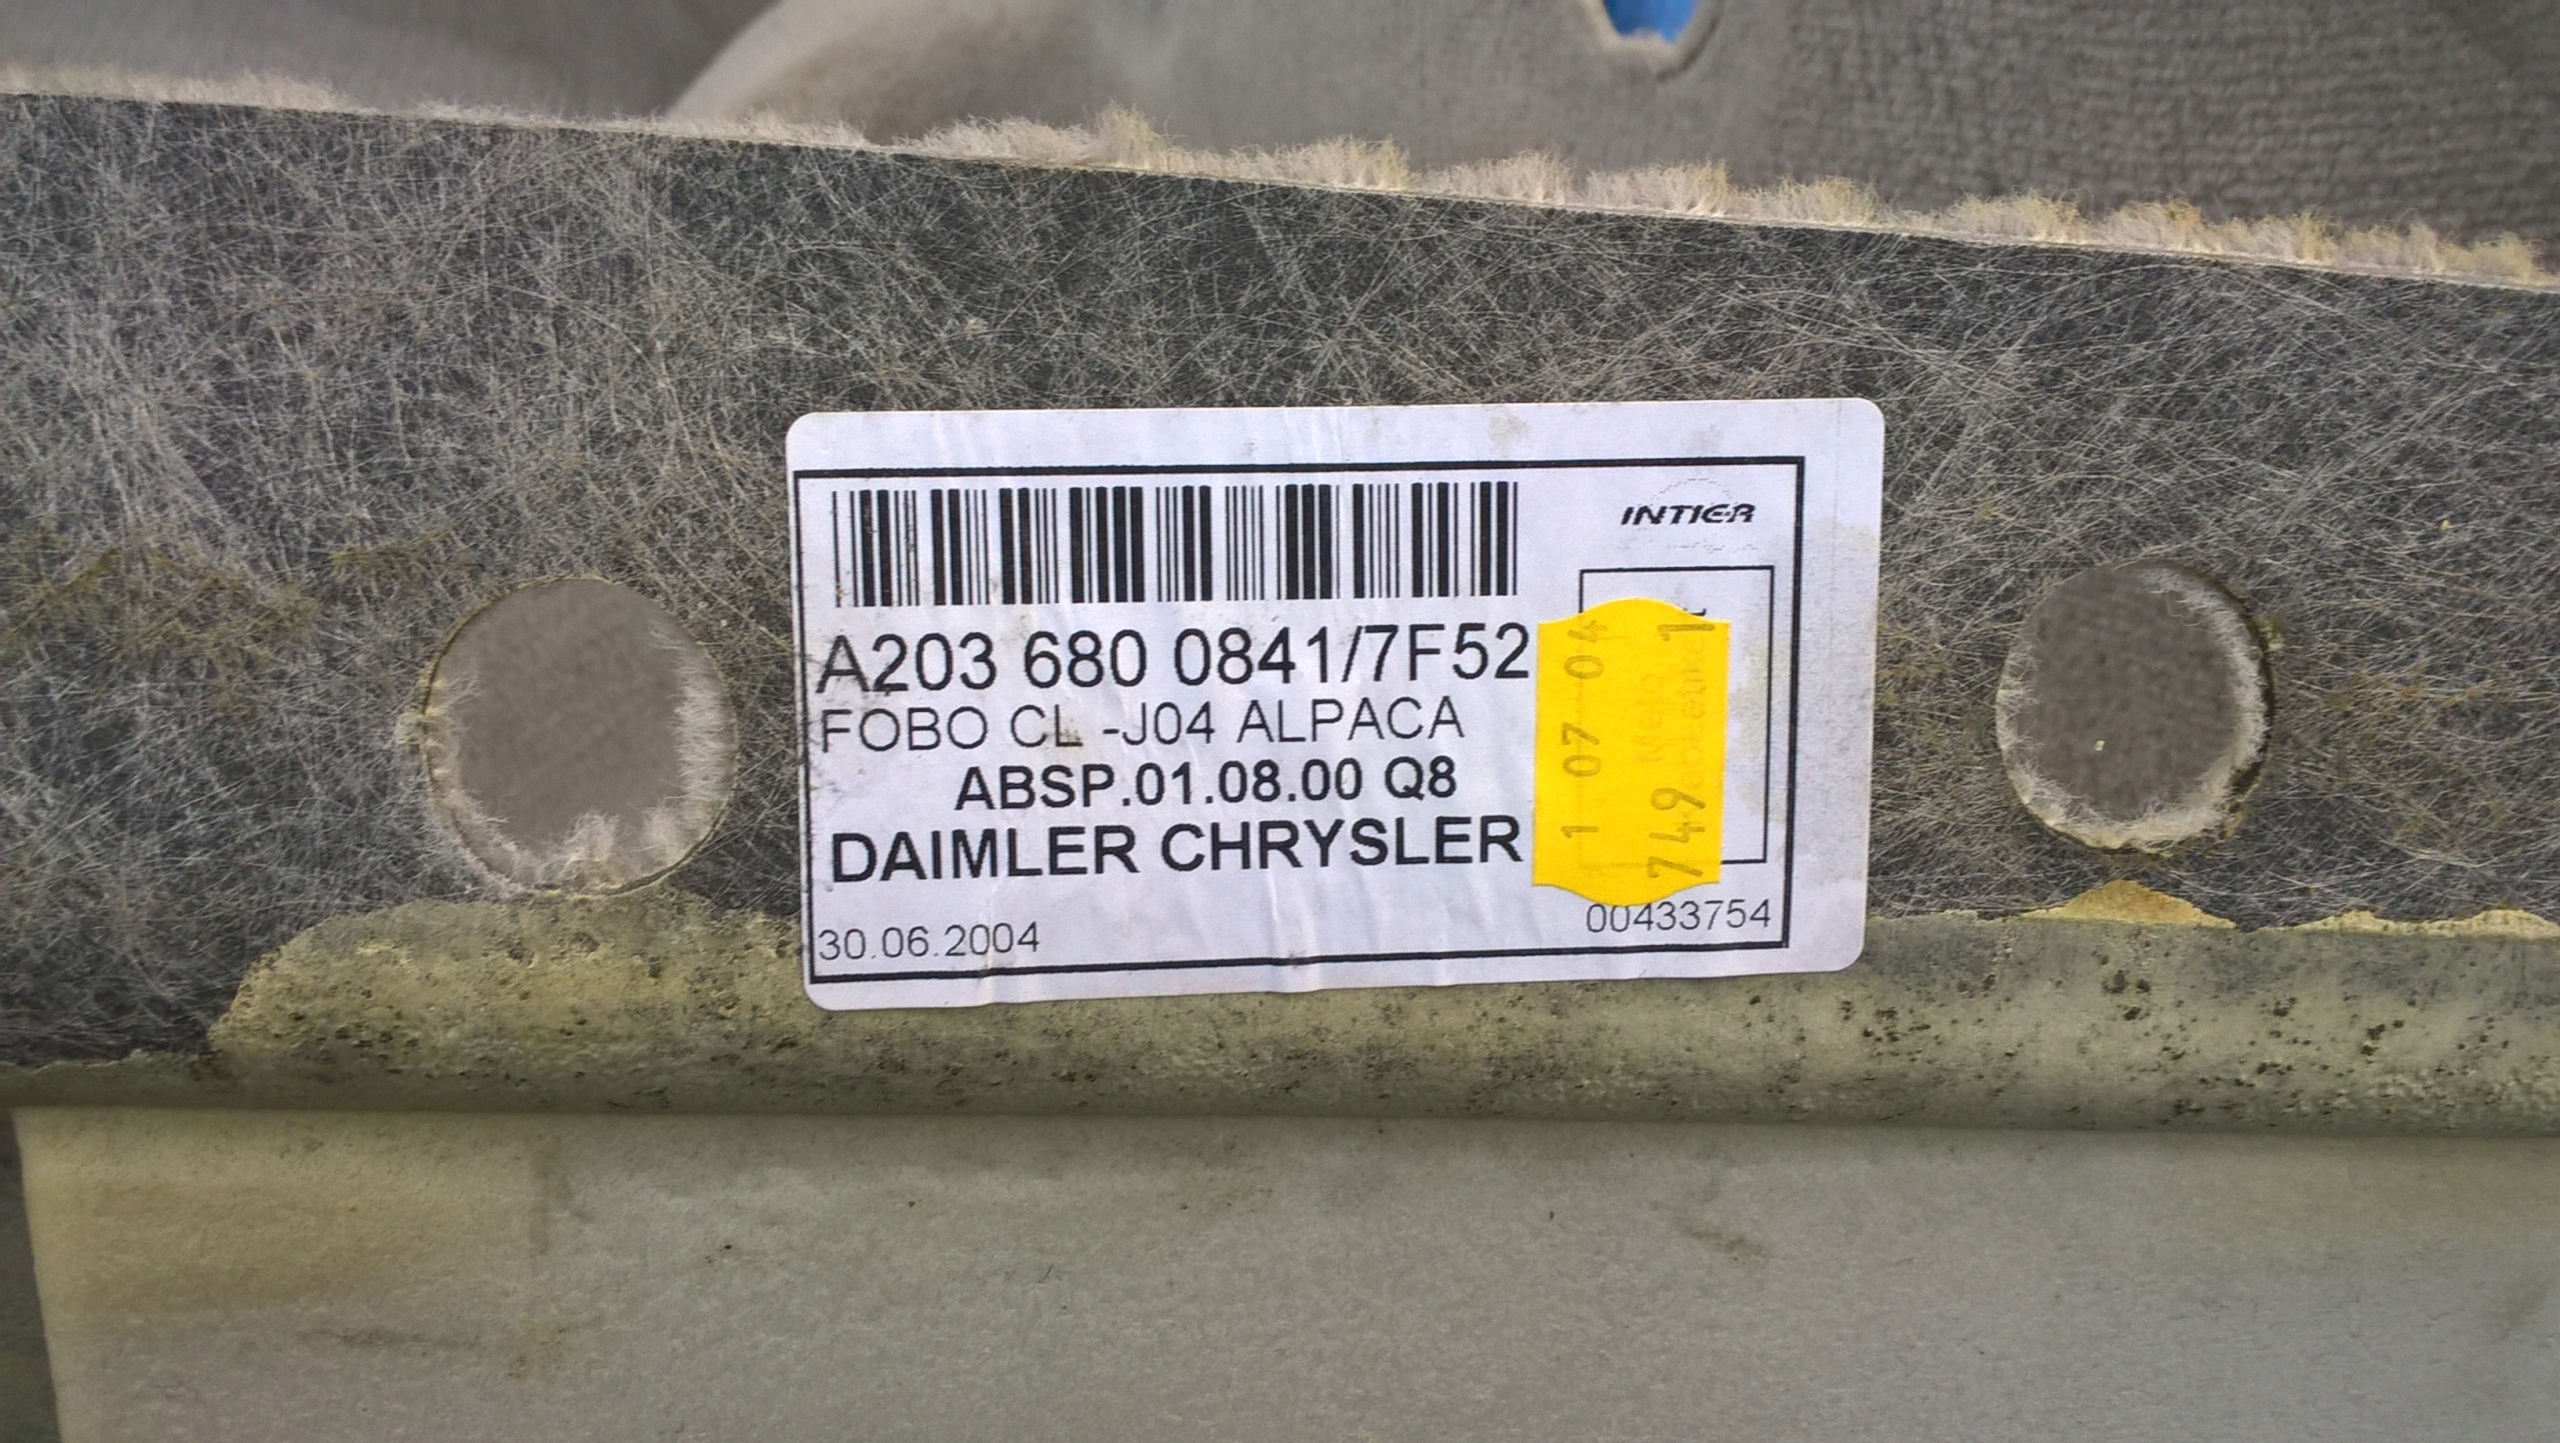 INTIER
A203 680 0841/7F52
FOBO CL -J04 ALPACA
ABSP.01.08.00 Q8
DAIMLER CHRYSLER
30.06.2004
00433754
1 07 04
749
1